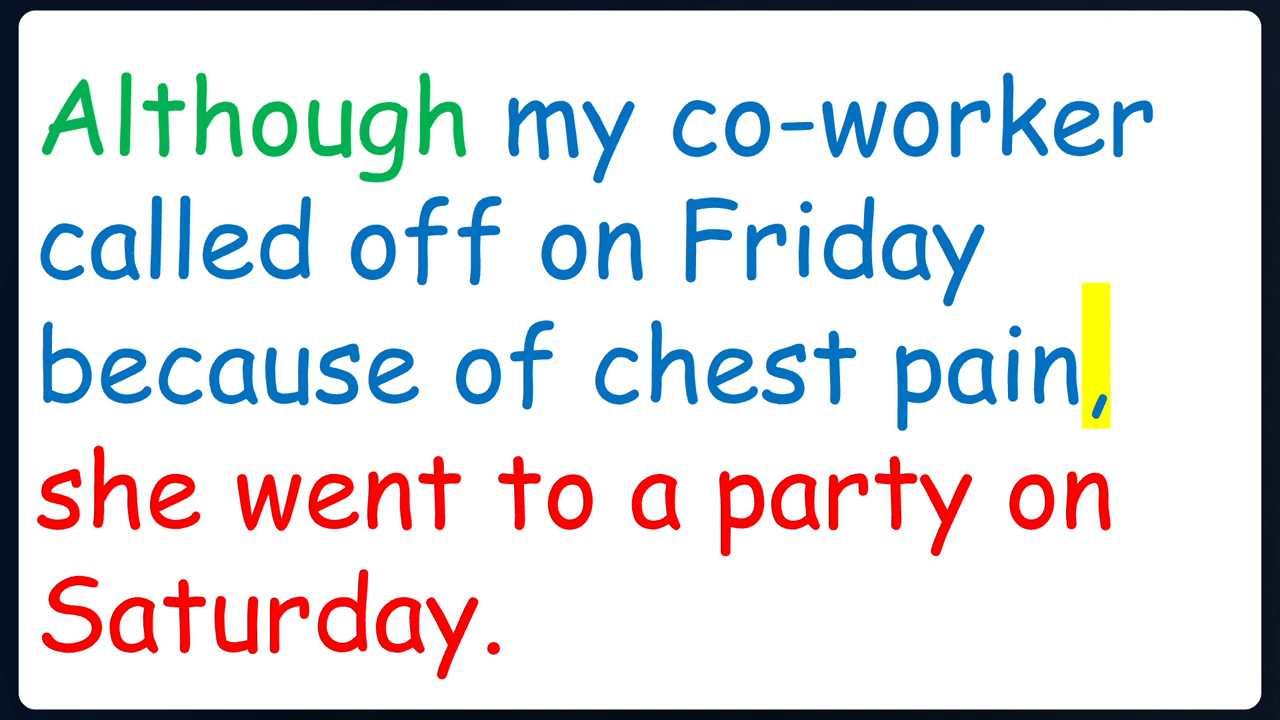 Although my co-worker
called off on Friday
because of chest pain,
she went to a party on
Saturday.